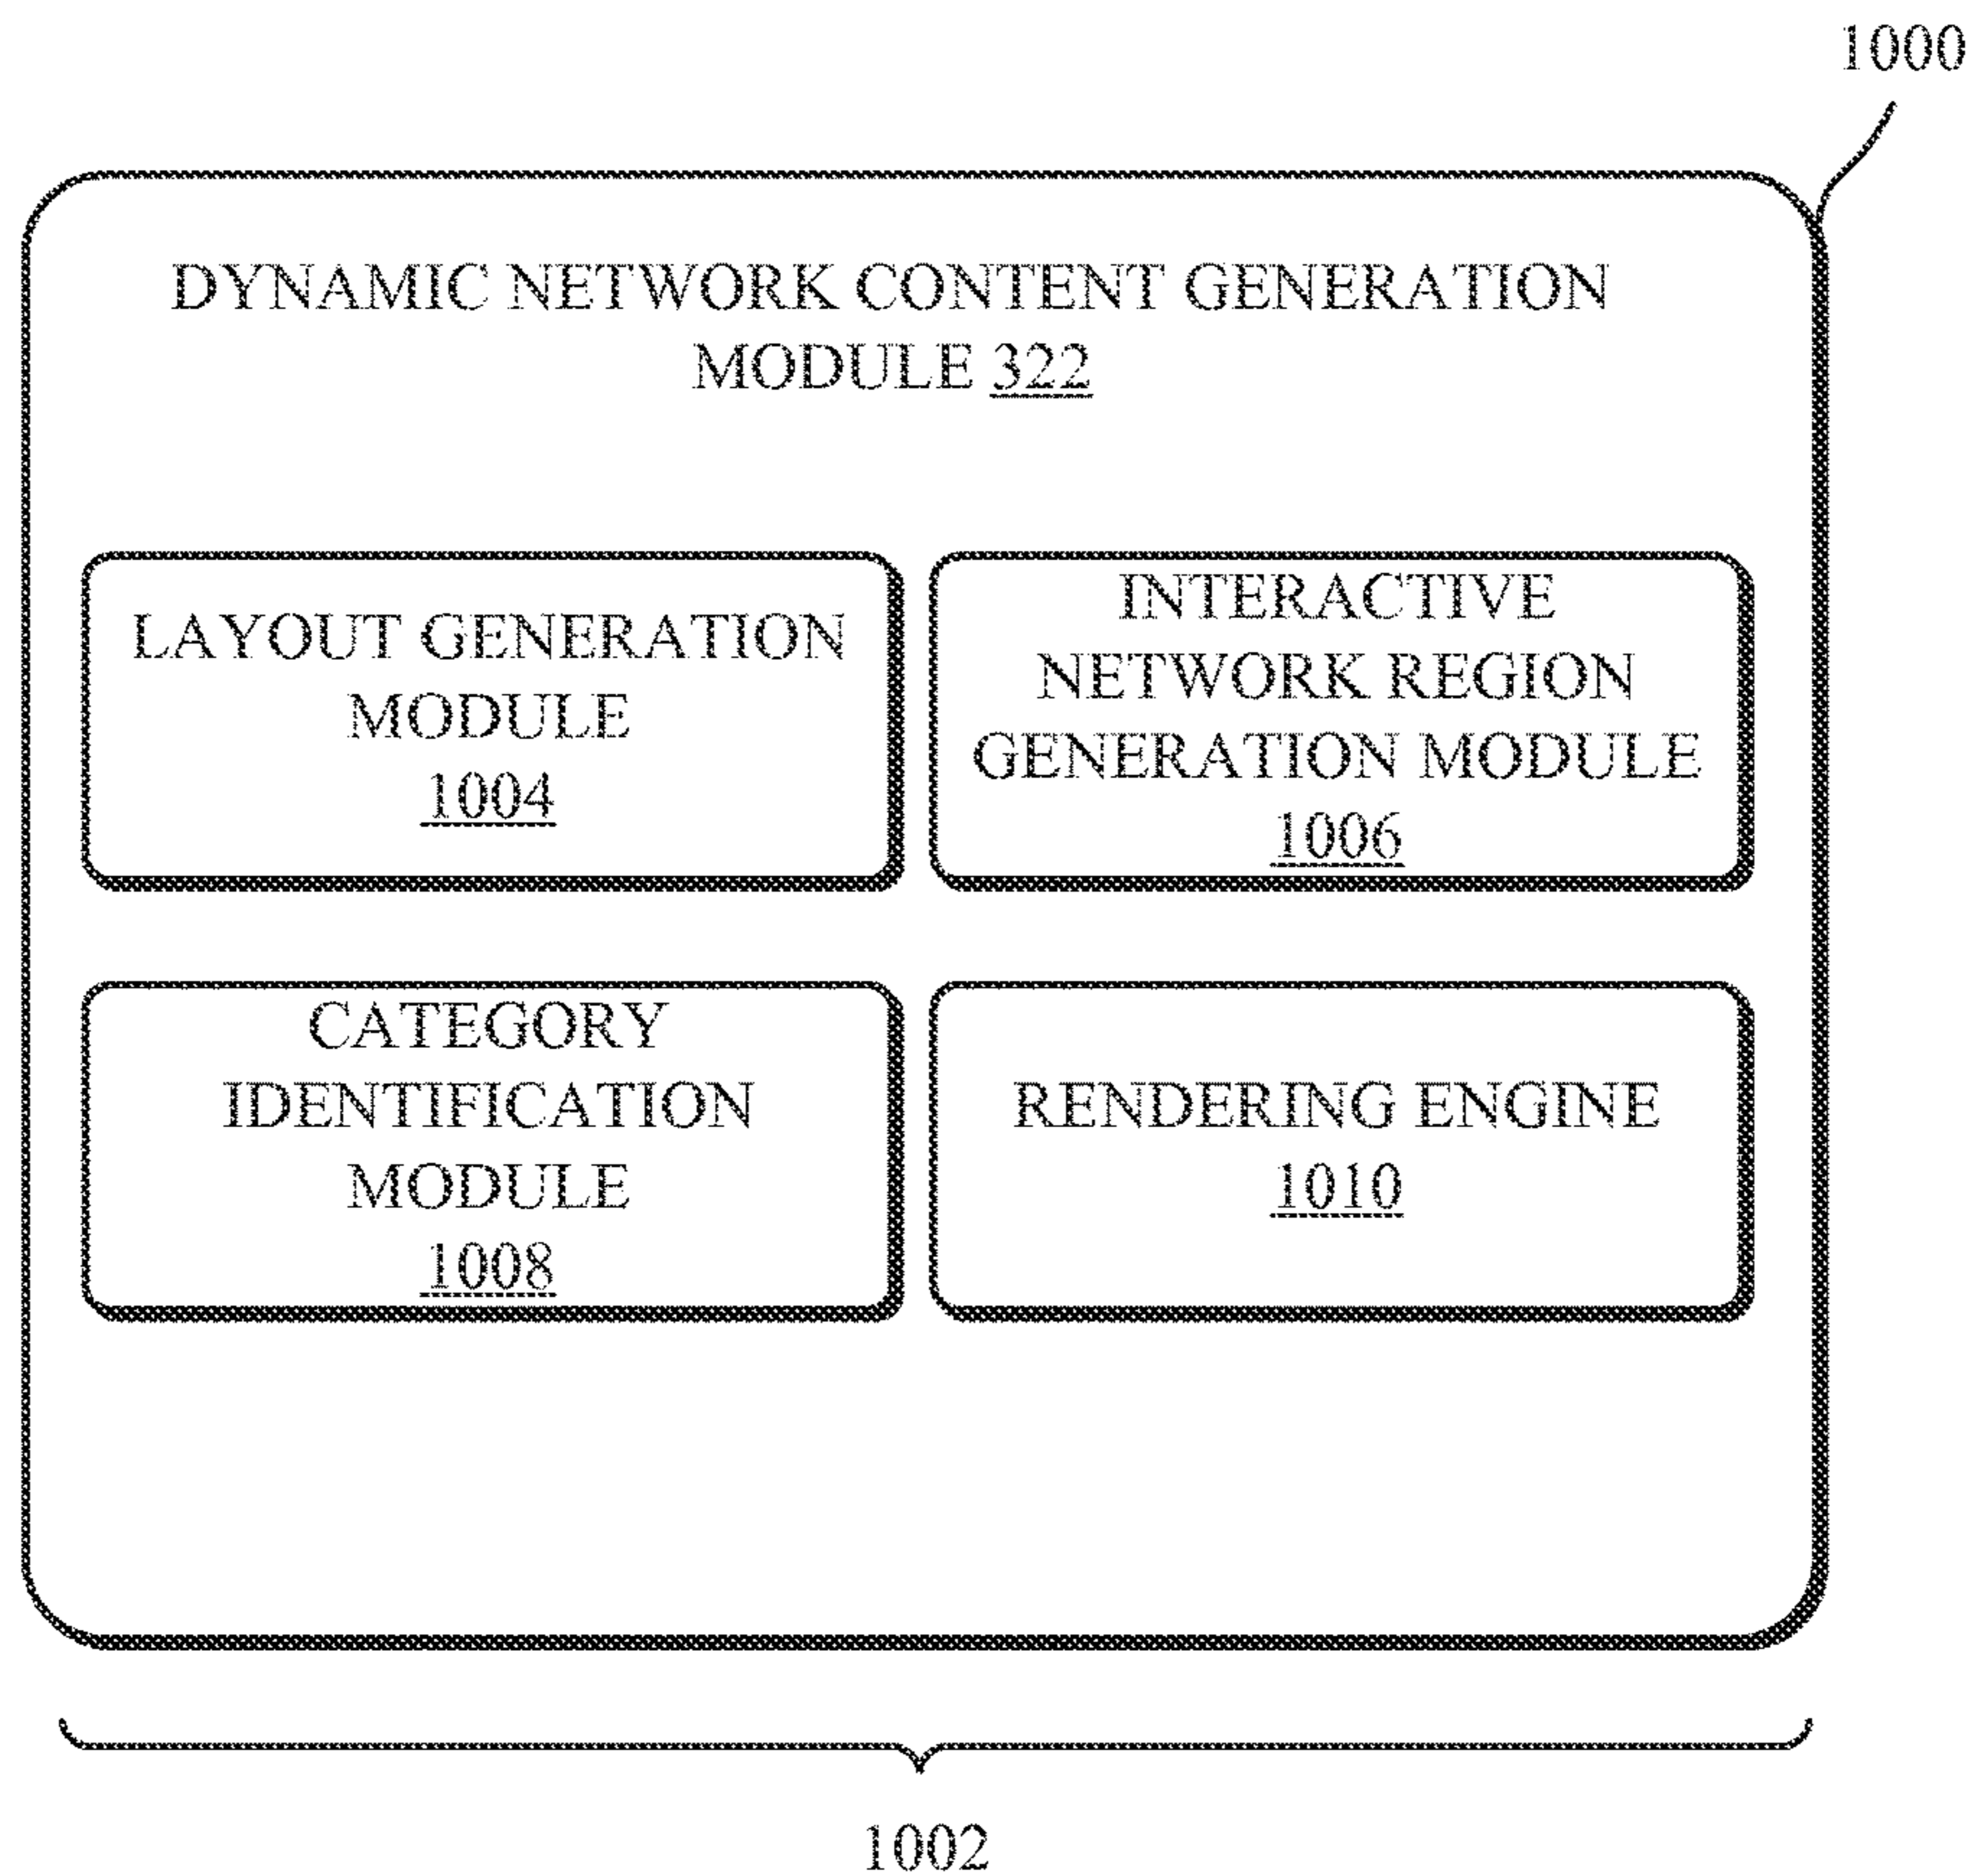 1000
DYNAMIC NETWORK CONTENT GENERATION
MODULE 322
LAYOUT GENERATION
MODULE
1004
INTERACTIVE
NETWORK REGION
GENERATION MODULE
1006
CATEGORY
IDENTIFICATION
MODULE
1008
RENDERING ENGINE
1010
1002